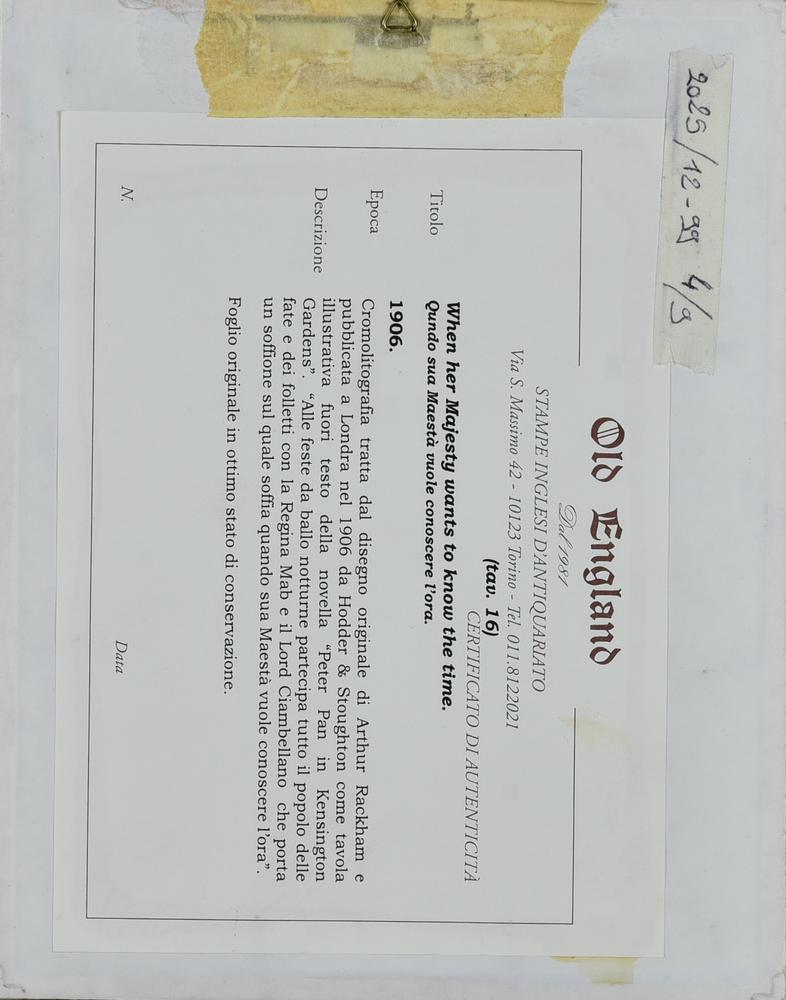 2025/12-99 4/9
Old England
Dal 1981
STAMPE INGLESI D'ANTIQUARIATO
Via S. Massimo 42 - 10123 Torino - Tel. 011.8122021
(tav. 16)
CERTIFICATO DI AUTENTICITÀ
Titolo When her Majesty wants to know the time.
Qundo sua Maestà vuole conoscere l'ora.
Epoca 1906.
Descrizione Cromolitografia tratta dal disegno originale di Arthur Rackham e
pubblicata a Londra nel 1906 da Hodder & Stoughton come tavola
illustrativa fuori testo della novella "Peter Pan in Kensington
Gardens". "Alle feste da ballo notturne partecipa tutto il popolo delle
fate e dei folletti con la Regina Mab e il Lord Ciambellano che porta
un soffione sul quale soffia quando sua Maestà vuole conoscere l'ora".
Foglio originale in ottimo stato di conservazione.
N. Data